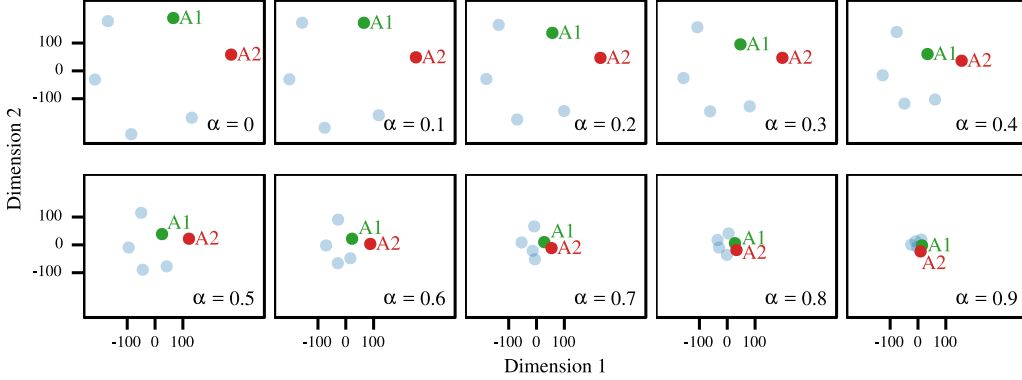 A1
A2
α = 0
A1
A2
α = 0.1
A1
A2
α = 0.2
A1
A2
α = 0.3
A1
A2
α = 0.4
100
0
-100
Dimension 2
A1
A2
α = 0.5
A1
A2
α = 0.6
A1
A2
α = 0.7
A1
A2
α = 0.8
A1
A2
α = 0.9
100
0
-100
-100 0 100
-100 0 100
-100 0 100
-100 0 100
-100 0 100
Dimension 1